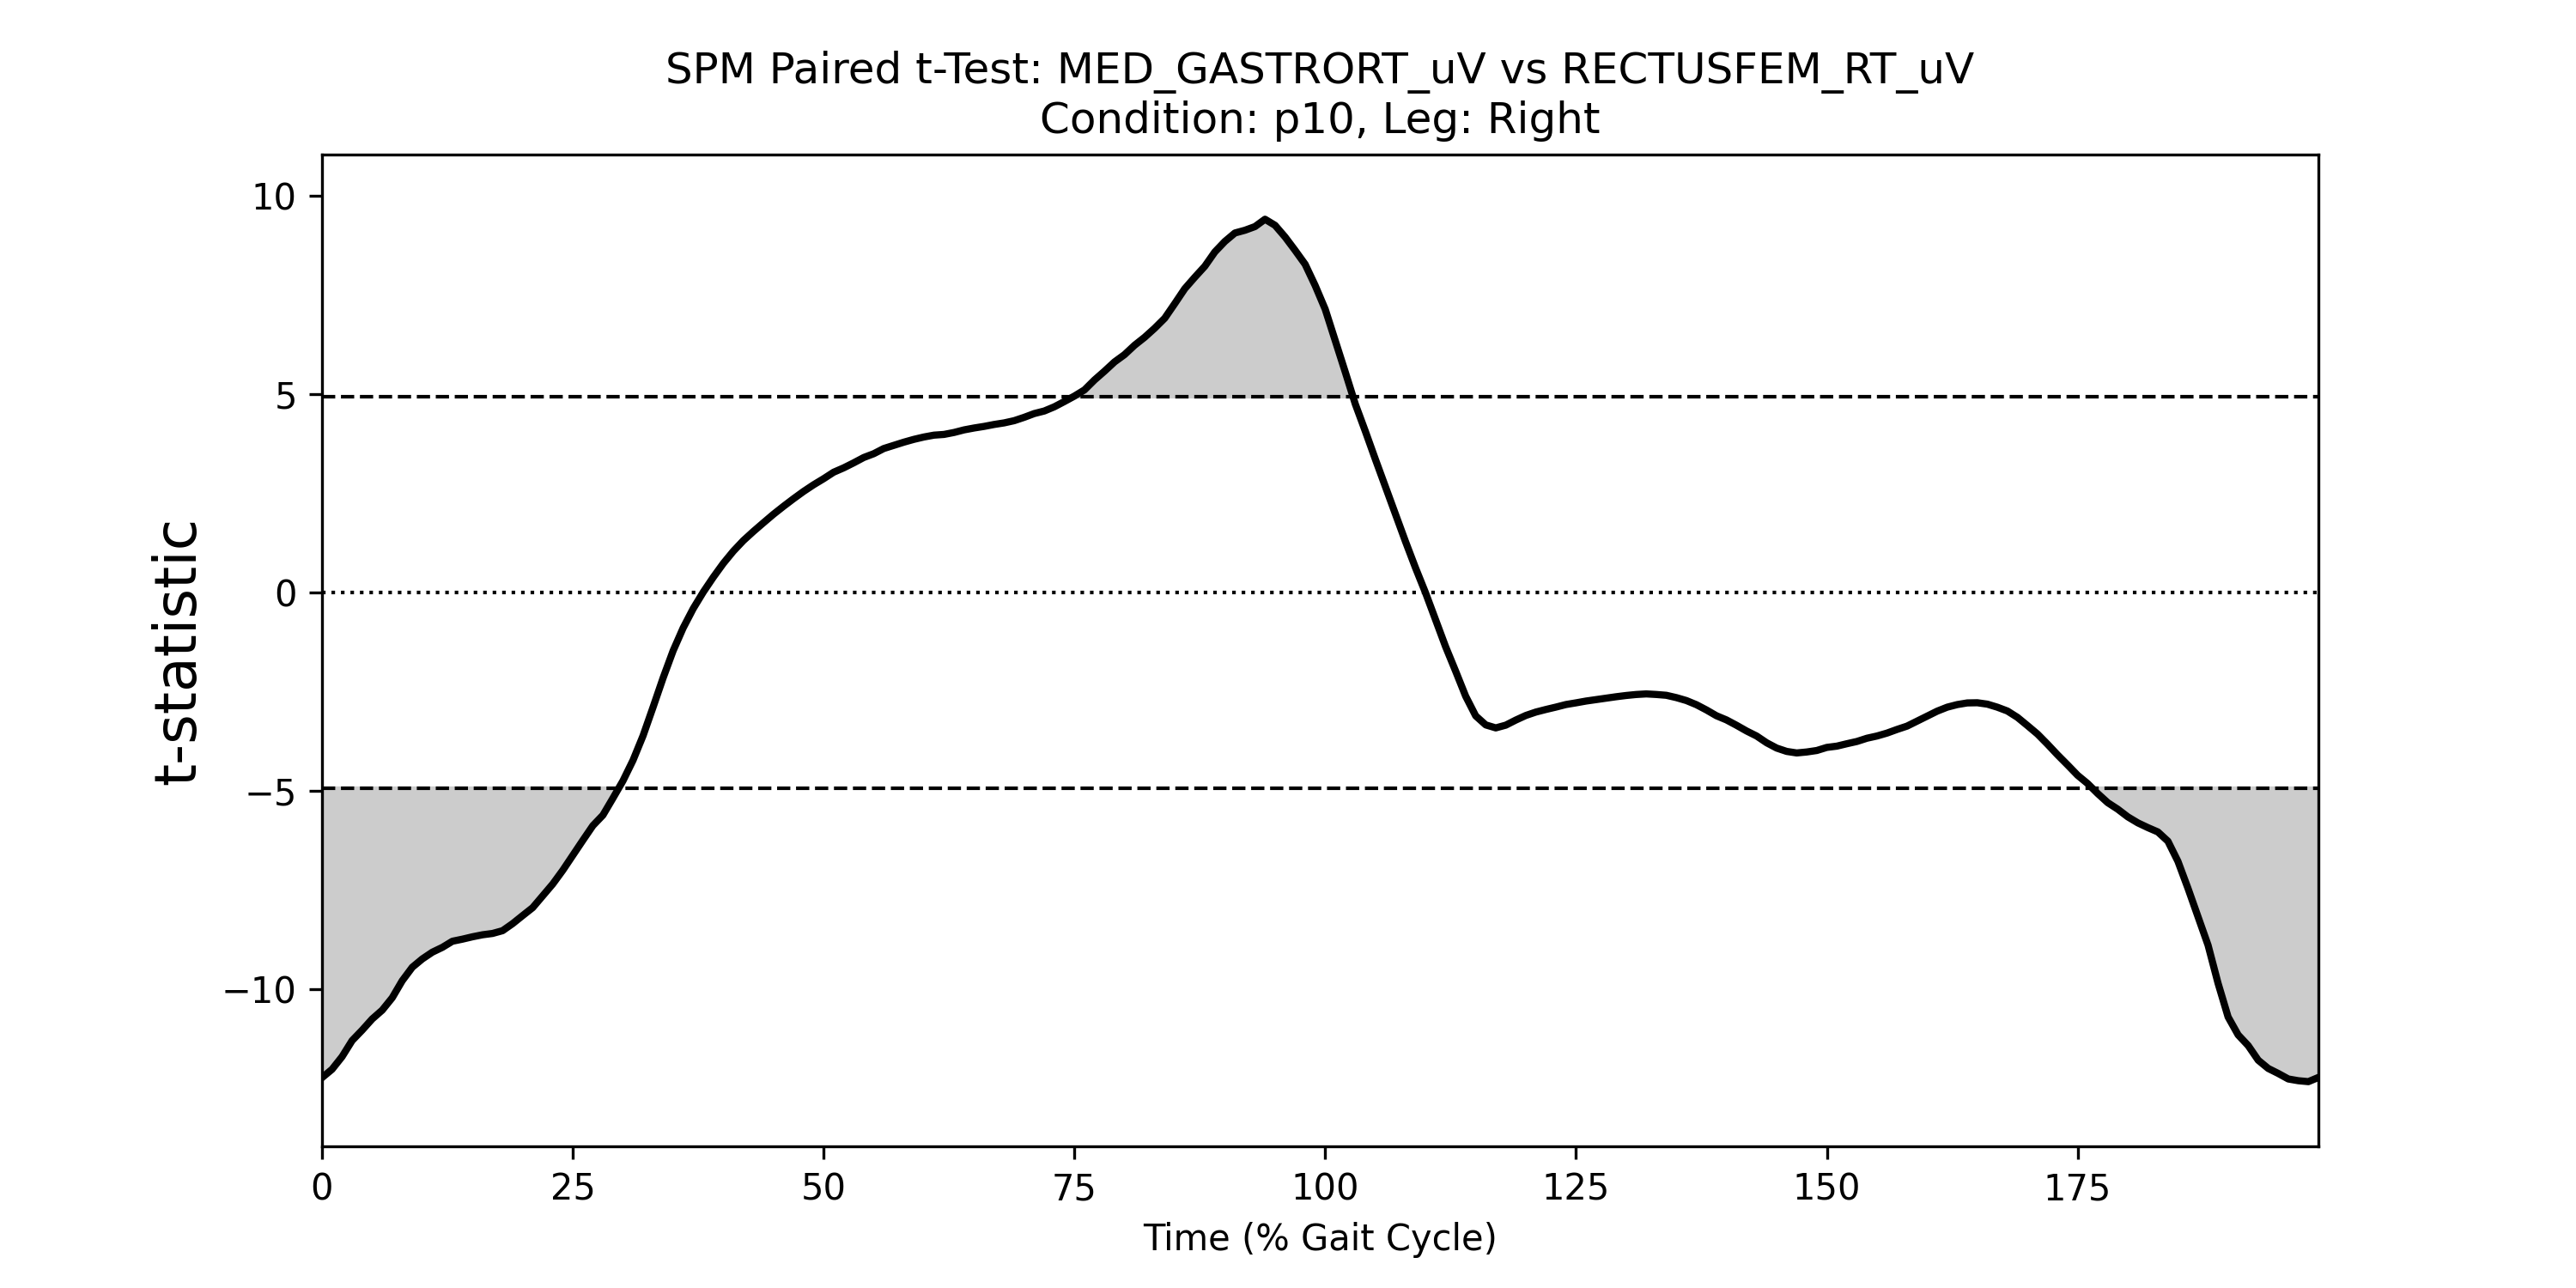 SPM Paired t-Test: MED_GASTRORT_uV vs RECTUSFEM_RT_uV
Condition: p10, Leg: Right
10
5
0
−5
−10
t-statistic
0 25 50 75 100 125 150 175
Time (% Gait Cycle)